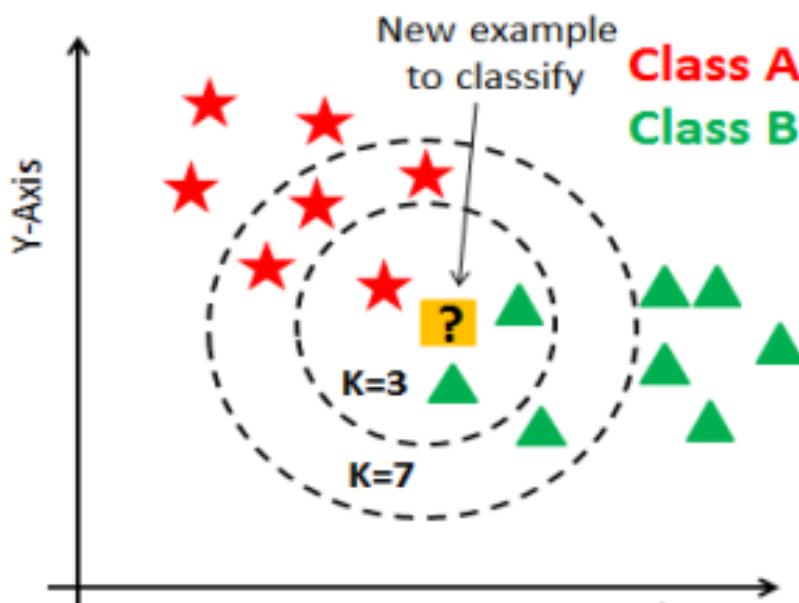 New example
to classify
Class A
Class B
Y-Axis
?
K=3
K=7